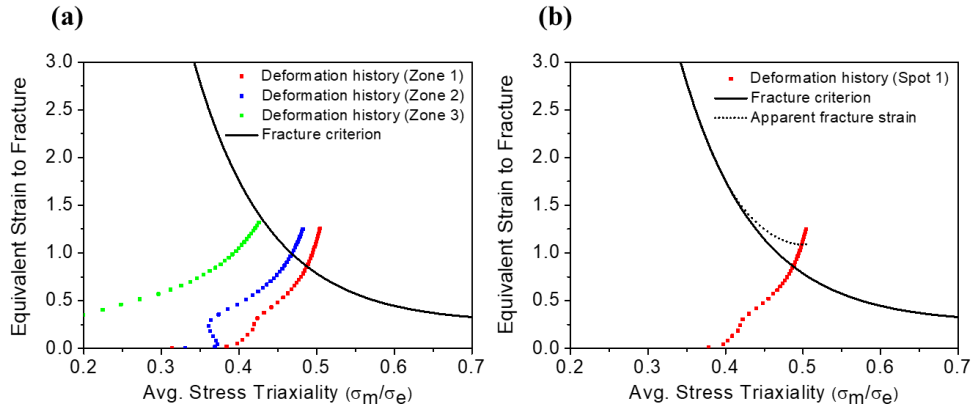 (a)
3.0
2.5
2.0
1.5
1.0
0.5
0.0
Equivalent Strain to Fracture
Deformation history (Zone 1)
Deformation history (Zone 2)
Deformation history (Zone 3)
Fracture criterion
0.2 0.3 0.4 0.5 0.6 0.7
Avg. Stress Triaxiality (σm/σe)
(b)
3.0
2.5
2.0
1.5
1.0
0.5
0.0
Equivalent Strain to Fracture
Deformation history (Spot 1)
Fracture criterion
Apparent fracture strain
0.2 0.3 0.4 0.5 0.6 0.7
Avg. Stress Triaxiality (σm/σe)